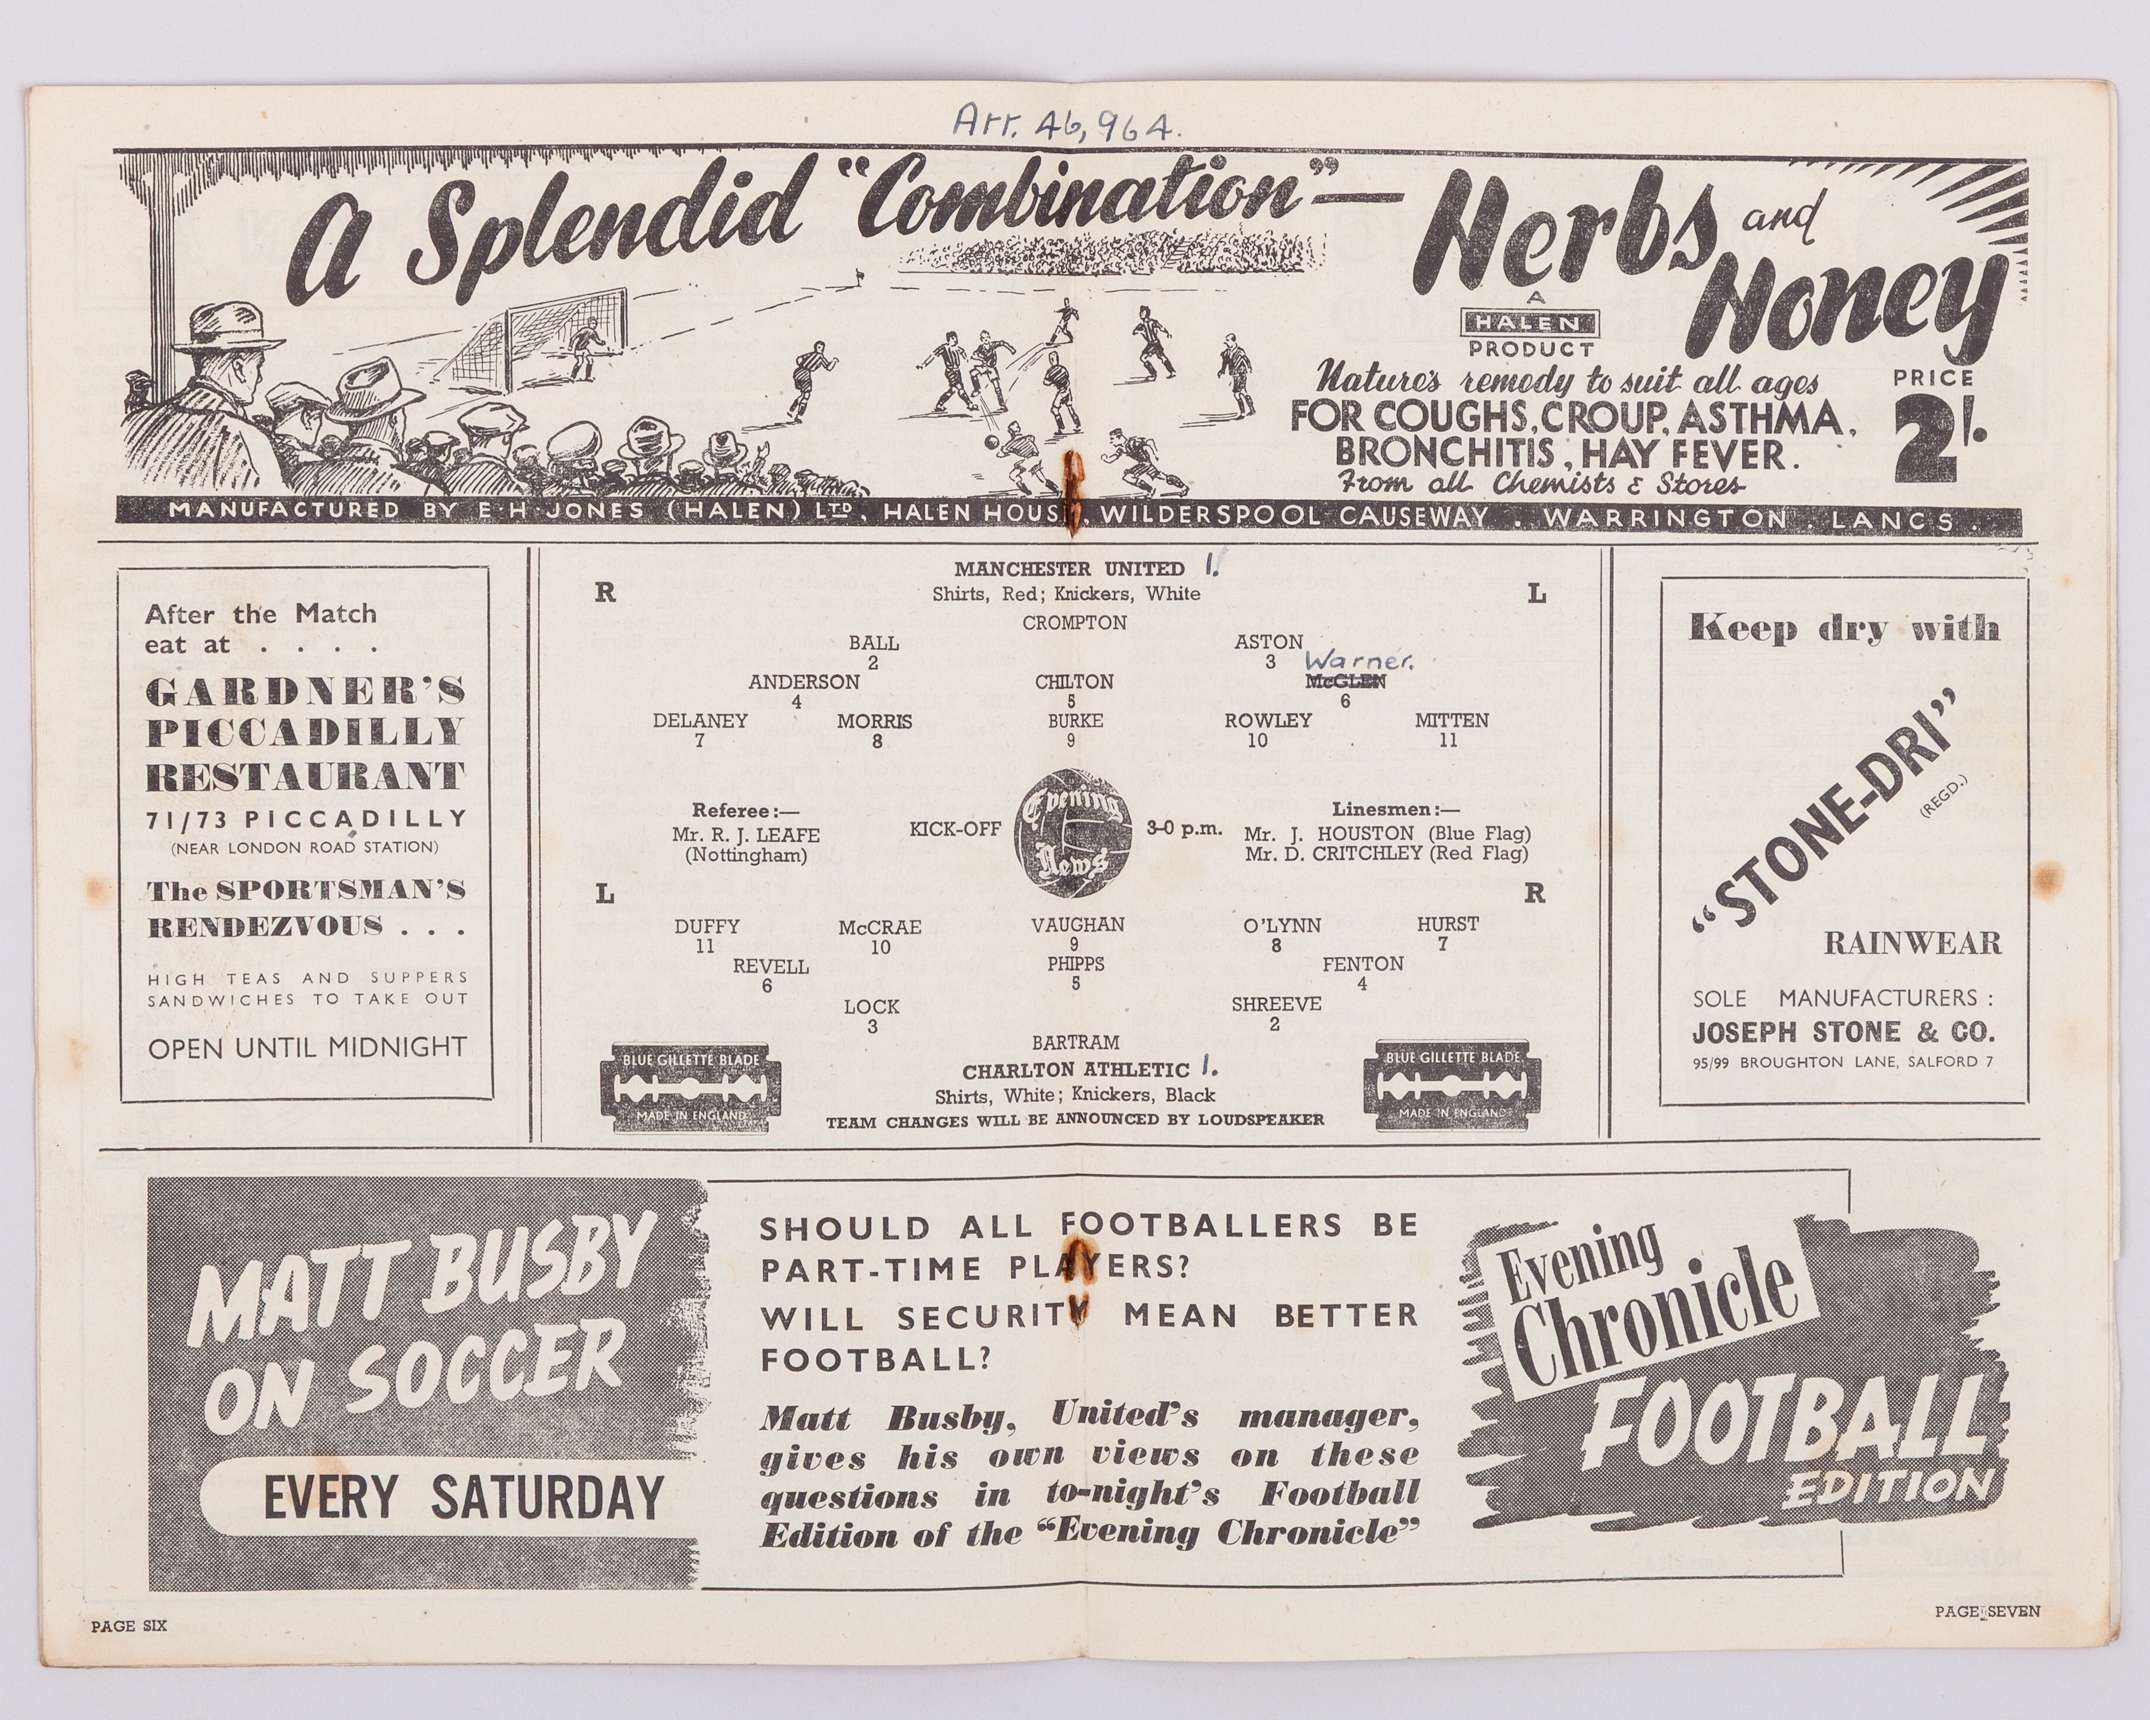 Arr. 46,964.
A Splendid "Combination"— Herbs and Honey
A
HALEN
PRODUCT
Nature's remedy to suit all ages
FOR COUGHS, CROUP, ASTHMA,
BRONCHITIS, HAY FEVER.
From all Chemists & Stores
PRICE
2/-
MANUFACTURED BY E·H·JONES (HALEN) LTD, HALEN HOUSE, WILDERSPOOL CAUSEWAY . WARRINGTON . LANCS .
After the Match
eat at . . . .
GARDNER'S
PICCADILLY
RESTAURANT
71/73 PICCADILLY
(NEAR LONDON ROAD STATION)
The SPORTSMAN'S
RENDEZVOUS . . .
HIGH TEAS AND SUPPERS
SANDWICHES TO TAKE OUT
OPEN UNTIL MIDNIGHT
MANCHESTER UNITED 1.
R Shirts, Red; Knickers, White L
CROMPTON
BALL ASTON
2 3 Warner.
ANDERSON CHILTON McGLEN
4 5 6
DELANEY MORRIS BURKE ROWLEY MITTEN
7 8 9 10 11
Referee:—
Mr. R. J. LEAFE
(Nottingham)
KICK-OFF Evening News 3-0 p.m.
Linesmen:—
Mr. J. HOUSTON (Blue Flag)
Mr. D. CRITCHLEY (Red Flag)
L R
DUFFY McCRAE VAUGHAN O'LYNN HURST
11 10 9 8 7
REVELL PHIPPS FENTON
6 5 4
LOCK SHREEVE
3 2
BARTRAM
CHARLTON ATHLETIC 1.
Shirts, White; Knickers, Black
TEAM CHANGES WILL BE ANNOUNCED BY LOUDSPEAKER
BLUE GILLETTE BLADE
MADE IN ENGLAND
BLUE GILLETTE BLADE
MADE IN ENGLAND
Keep dry with
"STONE-DRI"
(REGD.)
RAINWEAR
SOLE MANUFACTURERS :
JOSEPH STONE & CO.
95/99 BROUGHTON LANE, SALFORD 7
MATT BUSBY
ON SOCCER
EVERY SATURDAY
SHOULD ALL FOOTBALLERS BE
PART-TIME PLAYERS?
WILL SECURITY MEAN BETTER
FOOTBALL?
Matt Busby, United's manager,
gives his own views on these
questions in to-night's Football
Edition of the "Evening Chronicle"
Evening
Chronicle
FOOTBALL
EDITION
PAGE SIX
PAGE SEVEN